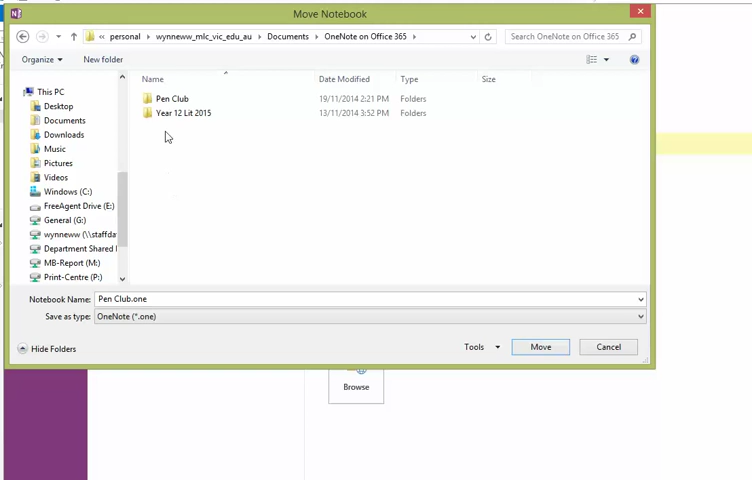 Move Notebook
« personal › wynneww_mlc_vic_edu_au › Documents › OneNote on Office 365 ›
Search OneNote on Office 365
Organize
New folder
Name
Date Modified
Type
Size
This PC
Desktop
Documents
Downloads
Music
Pictures
Videos
Windows (C:)
FreeAgent Drive (E:)
General (G:)
wynneww (\\staffda
Department Shared
MB-Report (M:)
Print-Centre (P:)
Pen Club 19/11/2014 2:21 PM Folders
Year 12 Lit 2015 13/11/2014 3:52 PM Folders
Notebook Name: Pen Club.one
Save as type: OneNote (*.one)
Hide Folders
Tools
Move
Cancel
Browse